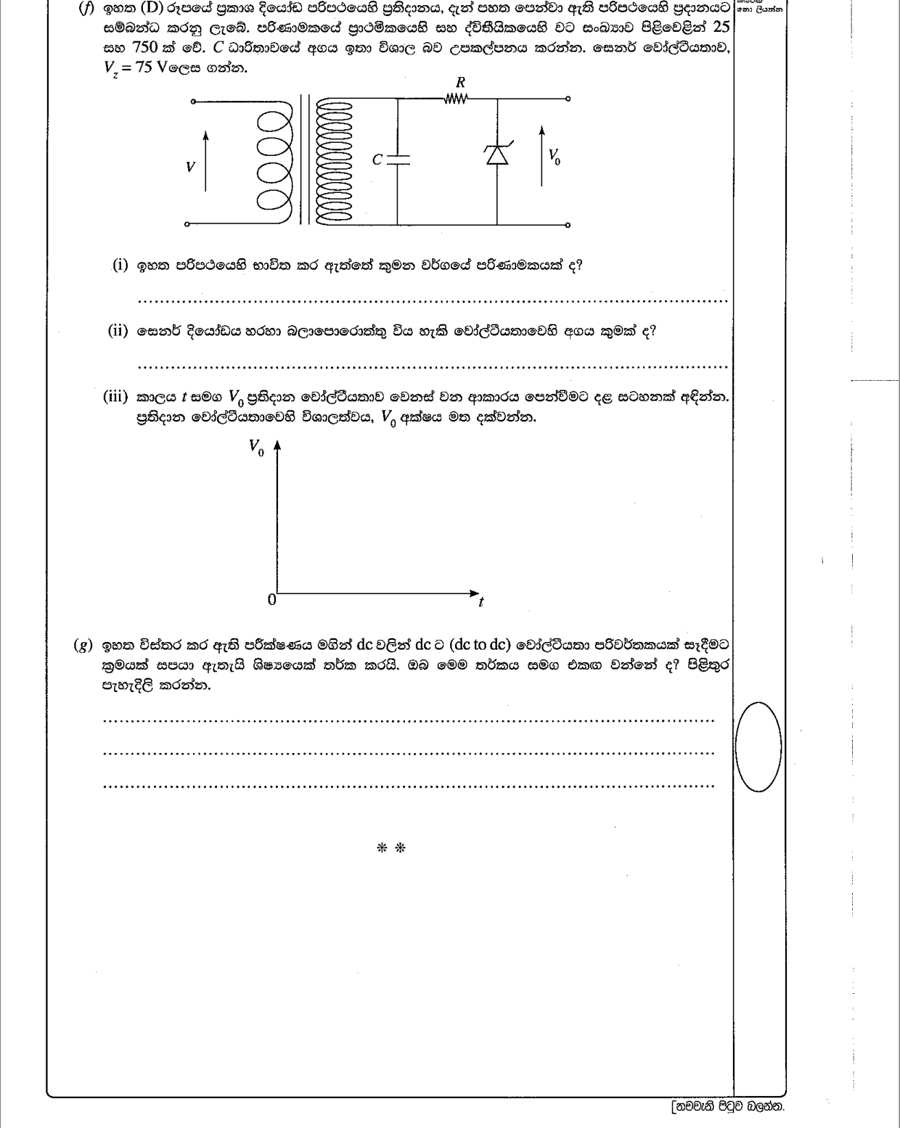 (f) ඉහත (D) රූපයේ ප්‍රකාශ දියෝඩ පරිපථයෙහි ප්‍රතිදානය, දැන් පහත පෙන්වා ඇති පරිපථයෙහි ප්‍රදානයට
සම්බන්ධ කරනු ලැබේ. පරිණාමකයේ ප්‍රාථමිකයෙහි සහ ද්විතීයිකයෙහි වට සංඛ්‍යාව පිළිවෙළින් 25
සහ 750 ක් වේ. C ධාරිතාවයේ අගය ඉතා විශාල බව උපකල්පනය කරන්න. සෙනර් වෝල්ටීයතාව,
V_z = 75 V ලෙස ගන්න.
නො ලියන්න
R
V
C
V_0
(i) ඉහත පරිපථයෙහි භාවිත කර ඇත්තේ කුමන වර්ගයේ පරිණාමකයක් ද?
(ii) සෙනර් දියෝඩය හරහා බලාපොරොත්තු විය හැකි වෝල්ටීයතාවෙහි අගය කුමක් ද?
(iii) කාලය t සමග V_0 ප්‍රතිදාන වෝල්ටීයතාව වෙනස් වන ආකාරය පෙන්වීමට දළ සටහනක් අඳින්න.
ප්‍රතිදාන වෝල්ටීයතාවෙහි විශාලත්වය, V_0 අක්ෂය මත දක්වන්න.
V_0
0
t
(g) ඉහත විස්තර කර ඇති පරීක්ෂණය මගින් dc වලින් dc ට (dc to dc) වෝල්ටීයතා පරිවර්තකයක් සෑදීමට
ක්‍රමයක් සපයා ඇතැයි ශිෂ්‍යයෙක් තර්ක කරයි. ඔබ මෙම තර්කය සමග එකඟ වන්නේ ද? පිළිතුර
පැහැදිලි කරන්න.
※ ※
[නවවැනි පිටුව බලන්න.